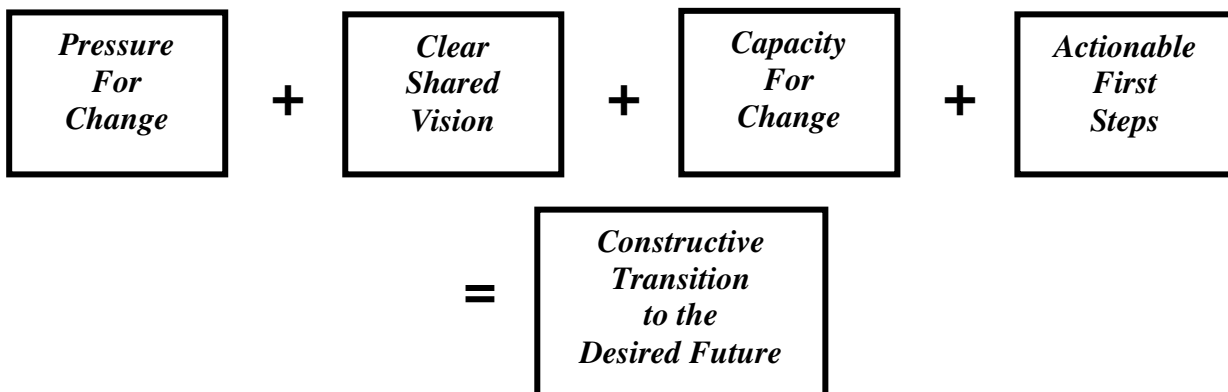 Pressure
For
Change
+
Clear
Shared
Vision
+
Capacity
For
Change
+
Actionable
First
Steps
=
Constructive
Transition
to the
Desired Future